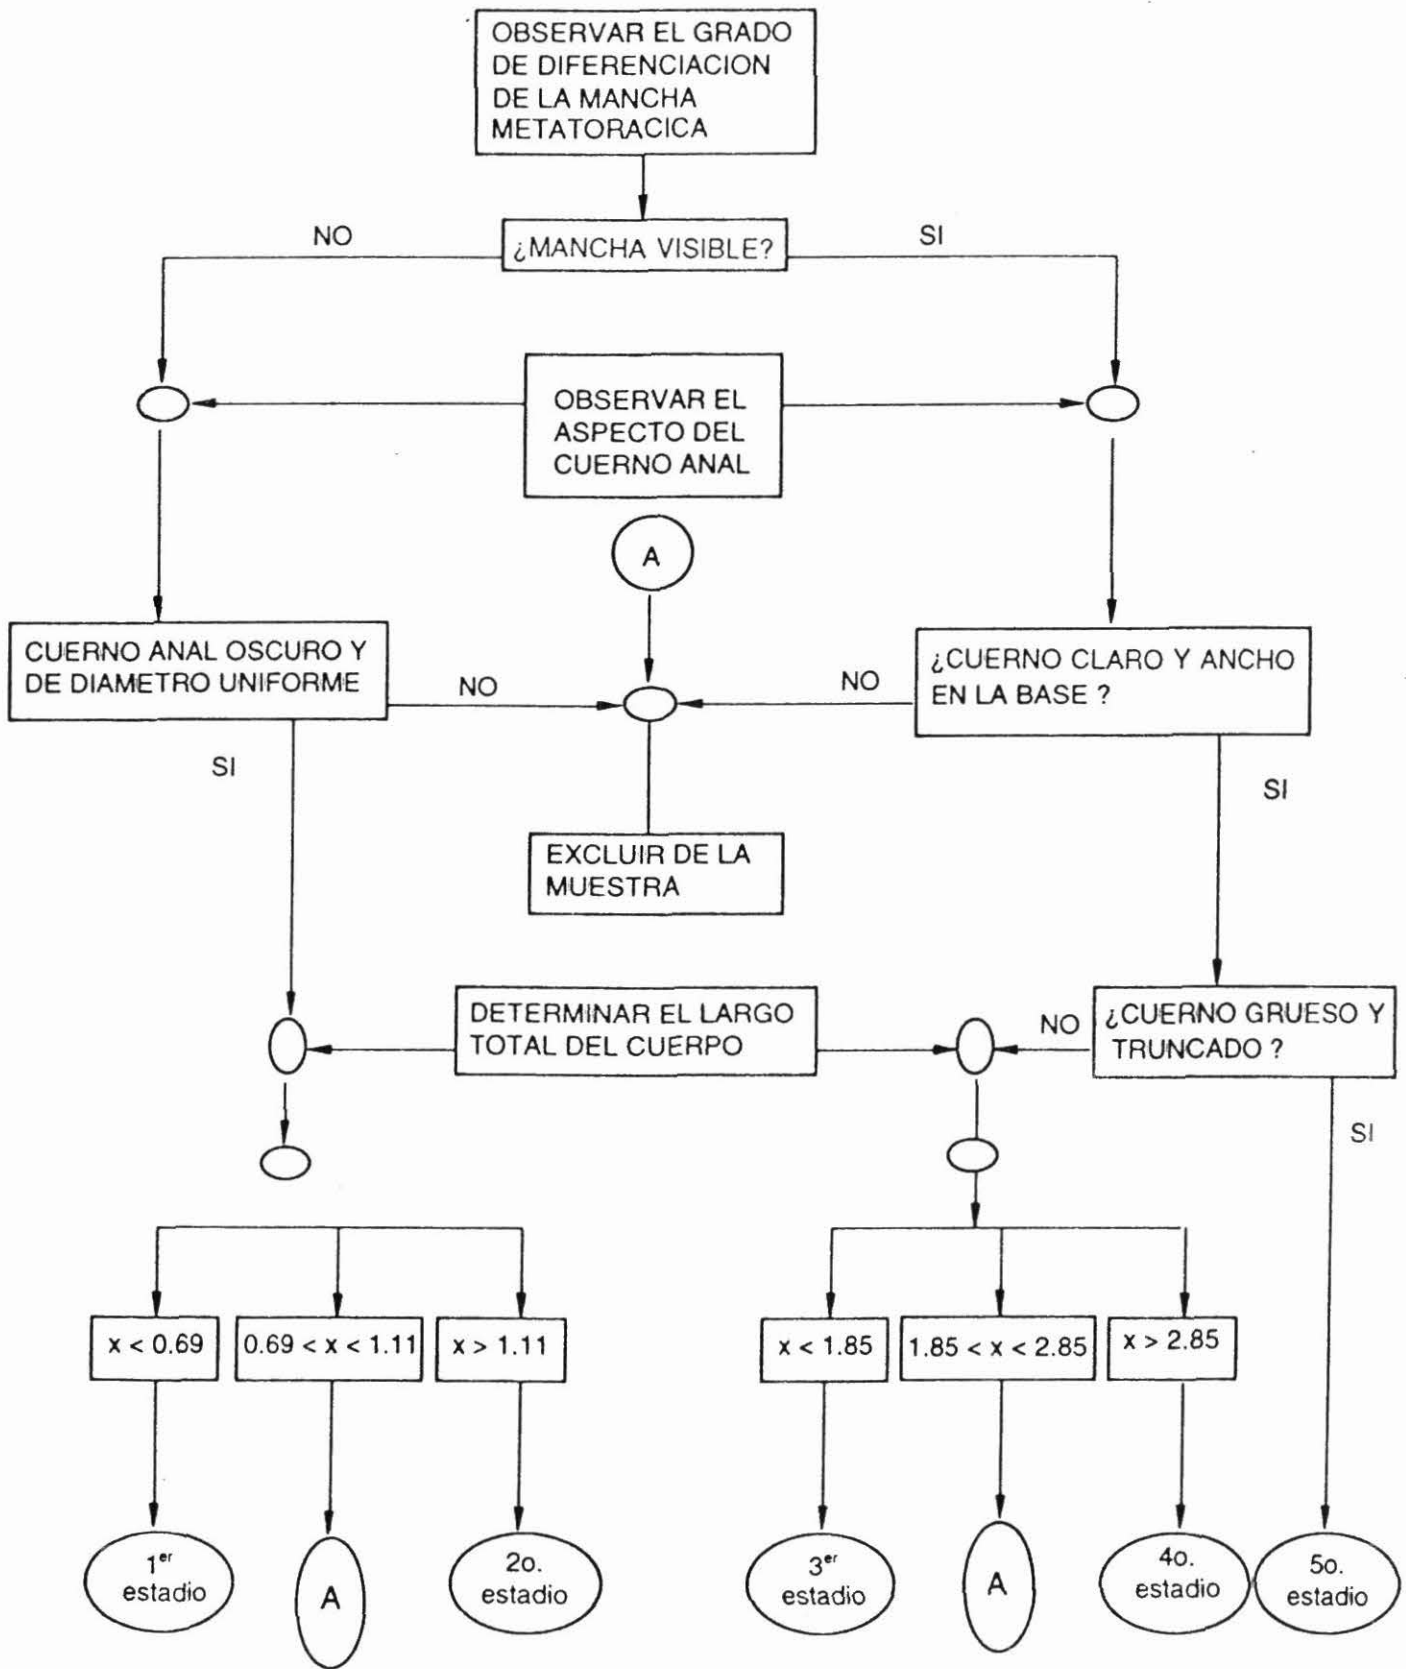 OBSERVAR EL GRADO
DE DIFERENCIACION
DE LA MANCHA
METATORACICA
NO
¿MANCHA VISIBLE?
SI
OBSERVAR EL
ASPECTO DEL
CUERNO ANAL
A
CUERNO ANAL OSCURO Y
DE DIAMETRO UNIFORME
NO
NO
¿CUERNO CLARO Y ANCHO
EN LA BASE ?
SI
SI
EXCLUIR DE LA
MUESTRA
DETERMINAR EL LARGO
TOTAL DEL CUERPO
NO
¿CUERNO GRUESO Y
TRUNCADO ?
SI
x < 0.69
0.69 < x < 1.11
x > 1.11
x < 1.85
1.85 < x < 2.85
x > 2.85
1er
estadio
A
2o.
estadio
3er
estadio
A
4o.
estadio
5o.
estadio